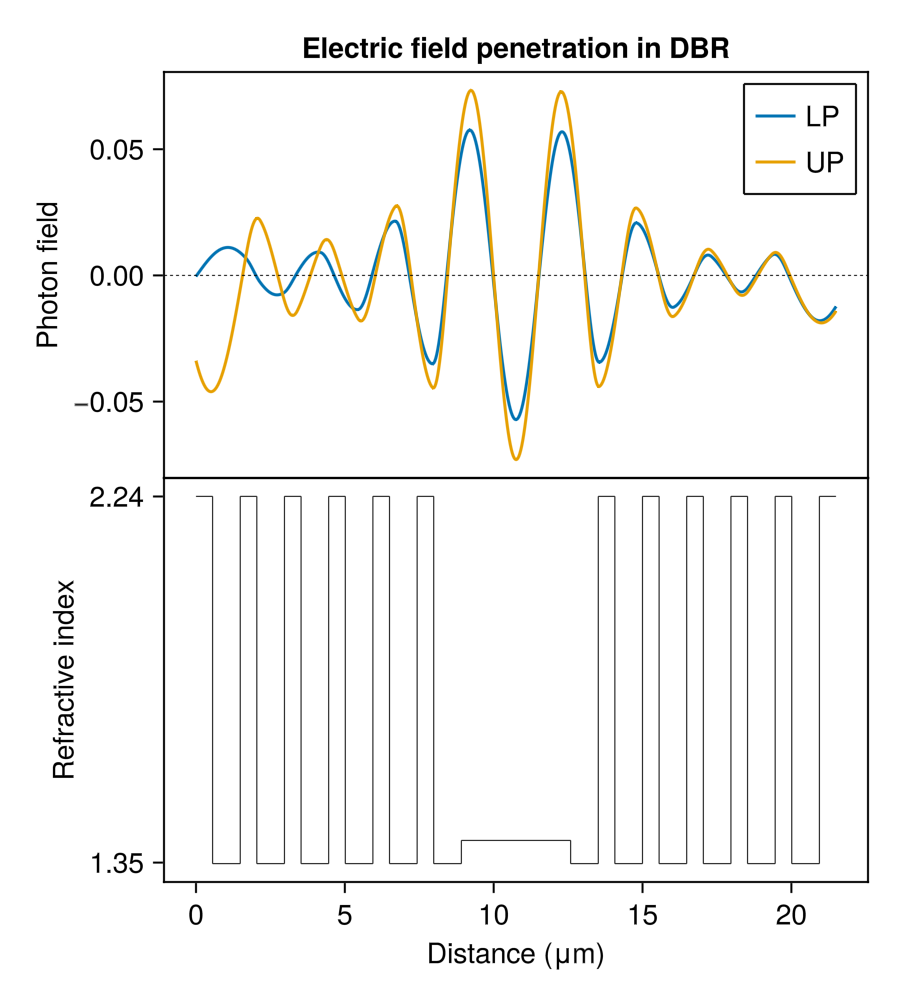 Electric field penetration in DBR
LP
UP
0.05
0.00
−0.05
Photon field
2.24
1.35
Refractive index
0
5
10
15
20
Distance (µm)